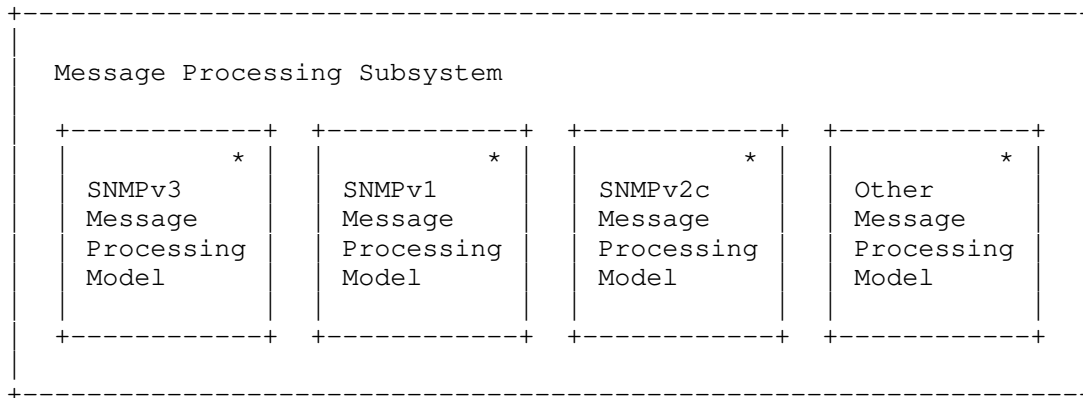 Message Processing Subsystem
* * * *
SNMPv3 SNMPv1 SNMPv2c Other
Message Message Message Message
Processing Processing Processing Processing
Model Model Model Model